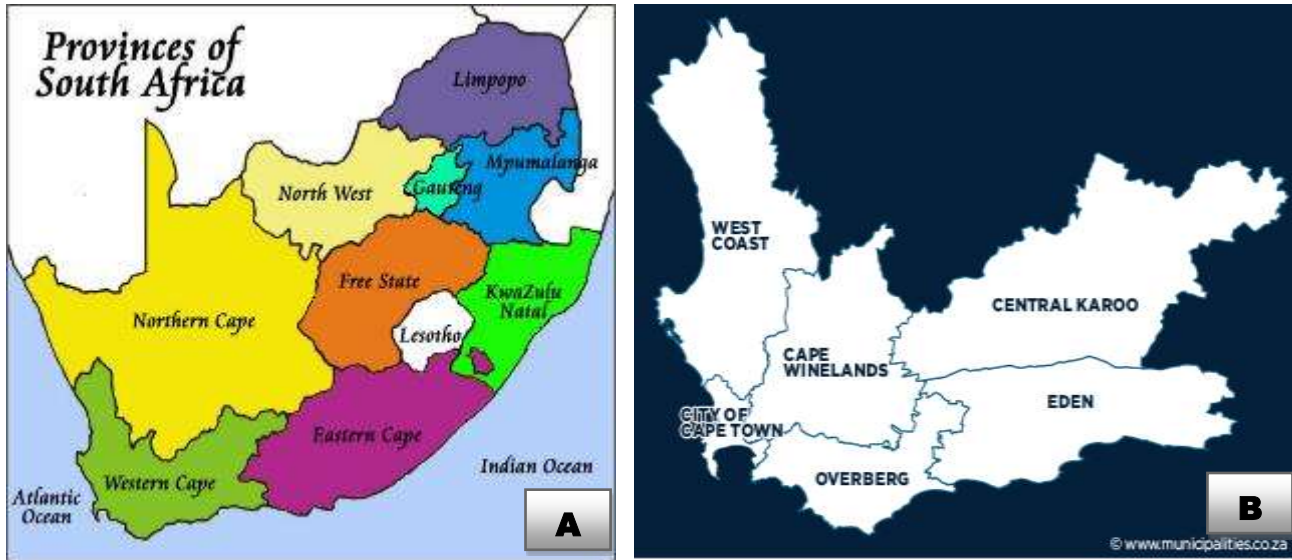 Provinces of
South Africa
Limpopo
Mpumalanga
North West
Gauteng
Free State
KwaZulu
Natal
Northern Cape
Lesotho
Eastern Cape
Western Cape
Indian Ocean
Atlantic
Ocean
A
WEST
COAST
CENTRAL KAROO
CAPE
WINELANDS
EDEN
CITY OF
CAPE TOWN
OVERBERG
B
© www.municipalities.co.za